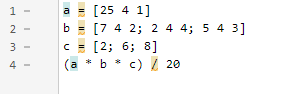 1 - a = [25 4 1]
2 - b = [7 4 2; 2 4 4; 5 4 3]
3 - c = [2; 6; 8]
4 - (a * b * c) / 20